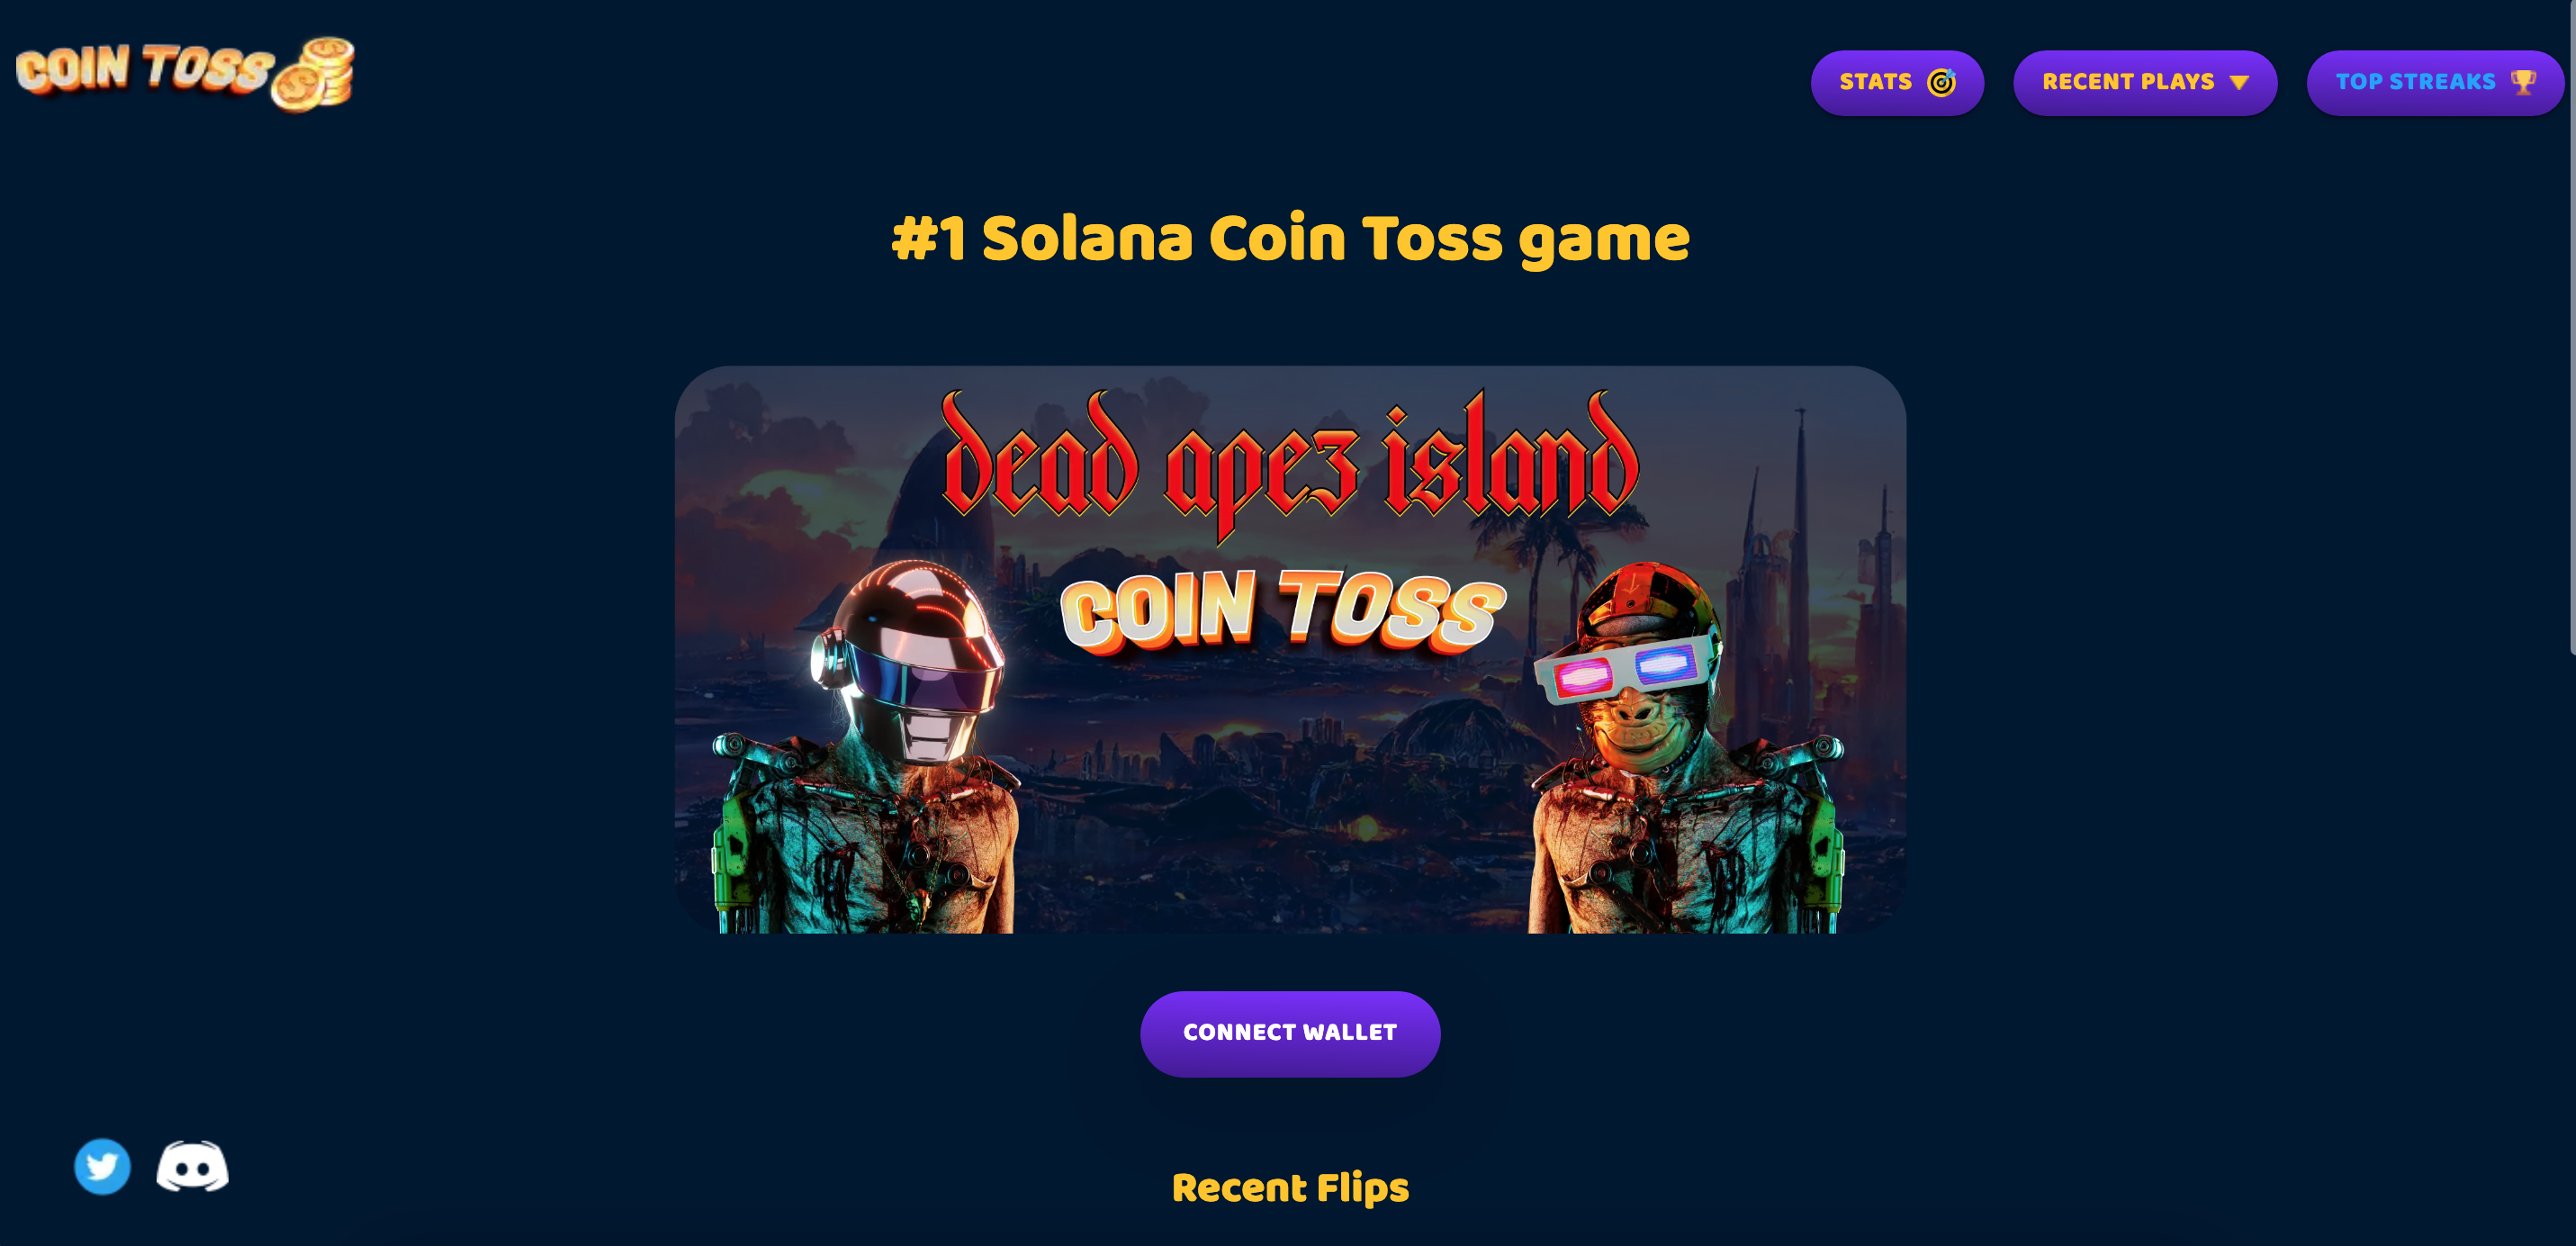 COIN TOSS
STATS
RECENT PLAYS
TOP STREAKS
#1 Solana Coin Toss game
dead apez island
COIN TOSS
CONNECT WALLET
Recent Flips